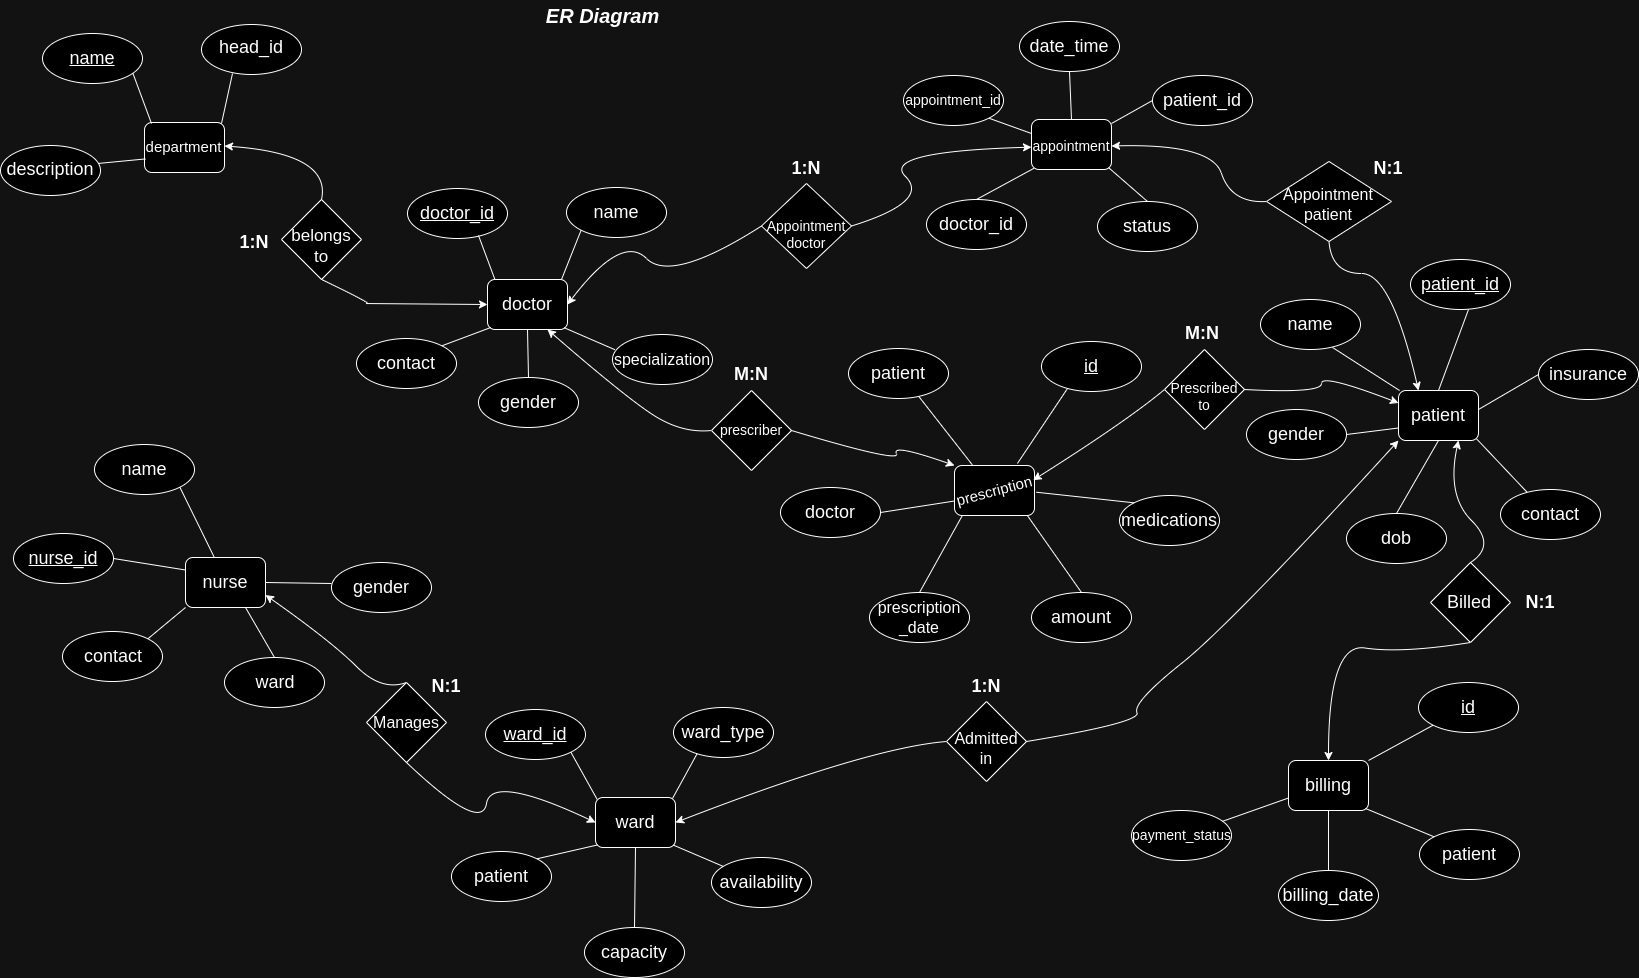 ER Diagram
name
head_id
department
description
belongs
to
1:N
doctor_id
name
doctor
contact
gender
specialization
1:N
Appointment
doctor
date_time
appointment_id
patient_id
appointment
doctor_id
status
N:1
Appointment
patient
patient_id
name
insurance
patient
gender
contact
dob
M:N
prescriber
patient
id
M:N
Prescribed
to
prescription
doctor
medications
prescription
_date
amount
name
nurse_id
nurse
gender
contact
ward
N:1
Manages
ward_id
ward_type
ward
patient
availability
capacity
1:N
Admitted
in
Billed
N:1
id
billing
payment_status
patient
billing_date